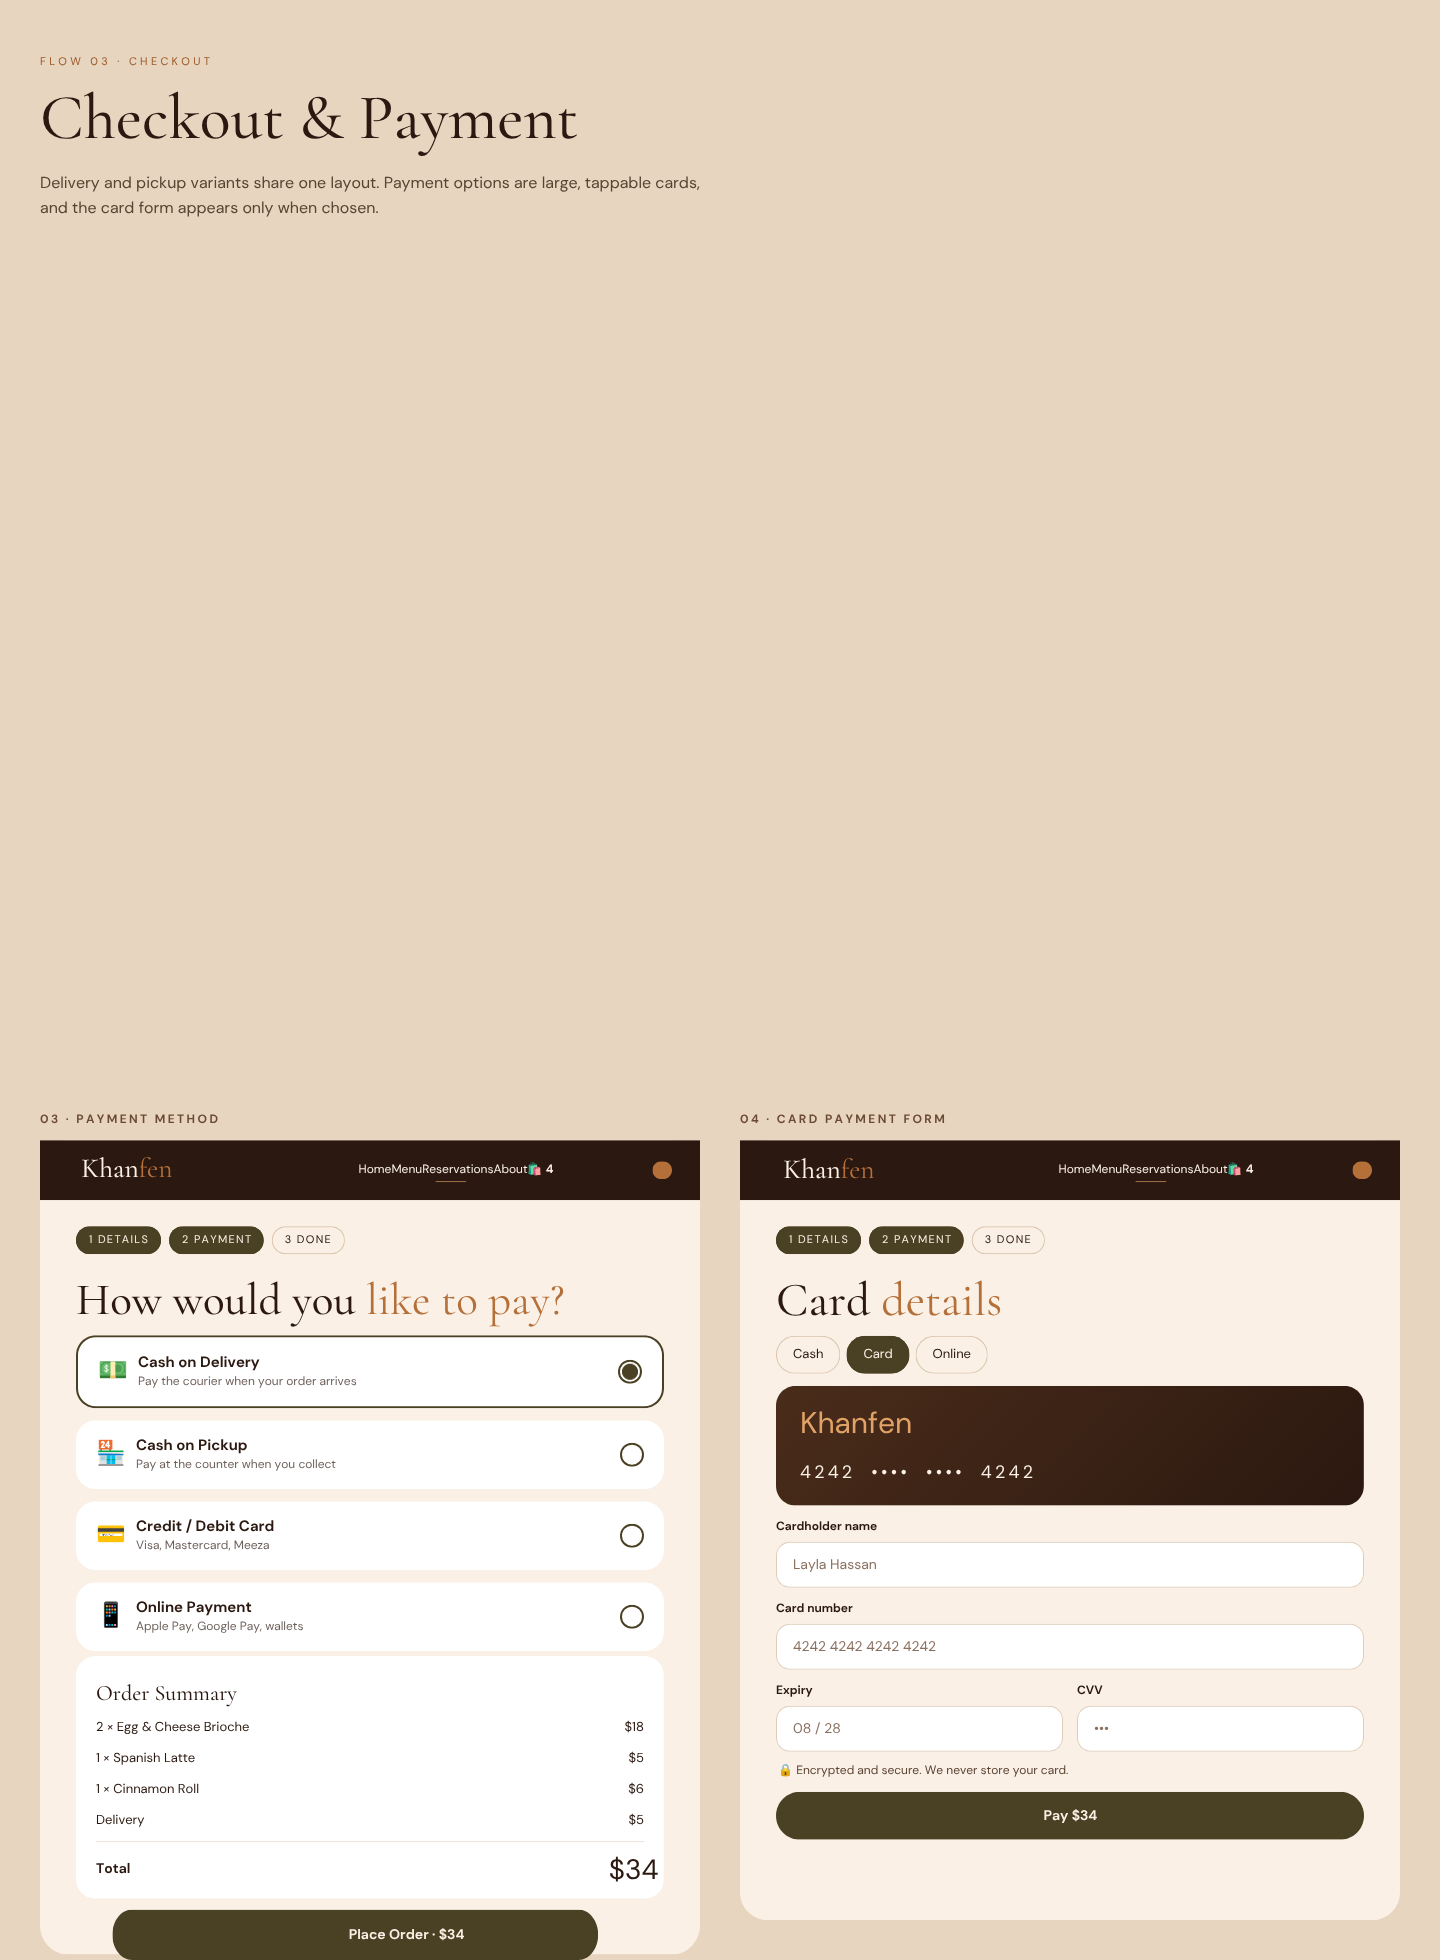 FLOW 03 · CHECKOUT
Checkout & Payment
Delivery and pickup variants share one layout. Payment options are large, tappable cards,
and the card form appears only when chosen.
03 · PAYMENT METHOD
Khanfen
HomeMenuReservationsAbout🛍️ 4
1 DETAILS
2 PAYMENT
3 DONE
How would you like to pay?
Cash on Delivery
Pay the courier when your order arrives
Cash on Pickup
Pay at the counter when you collect
Credit / Debit Card
Visa, Mastercard, Meeza
Online Payment
Apple Pay, Google Pay, wallets
Order Summary
2 × Egg & Cheese Brioche $18
1 × Spanish Latte $5
1 × Cinnamon Roll $6
Delivery $5
Total $34
Place Order · $34
04 · CARD PAYMENT FORM
Khanfen
HomeMenuReservationsAbout🛍️ 4
1 DETAILS
2 PAYMENT
3 DONE
Card details
Cash
Card
Online
Khanfen
4242 •••• •••• 4242
Cardholder name
Layla Hassan
Card number
4242 4242 4242 4242
Expiry
CVV
08 / 28
•••
🔒 Encrypted and secure. We never store your card.
Pay $34